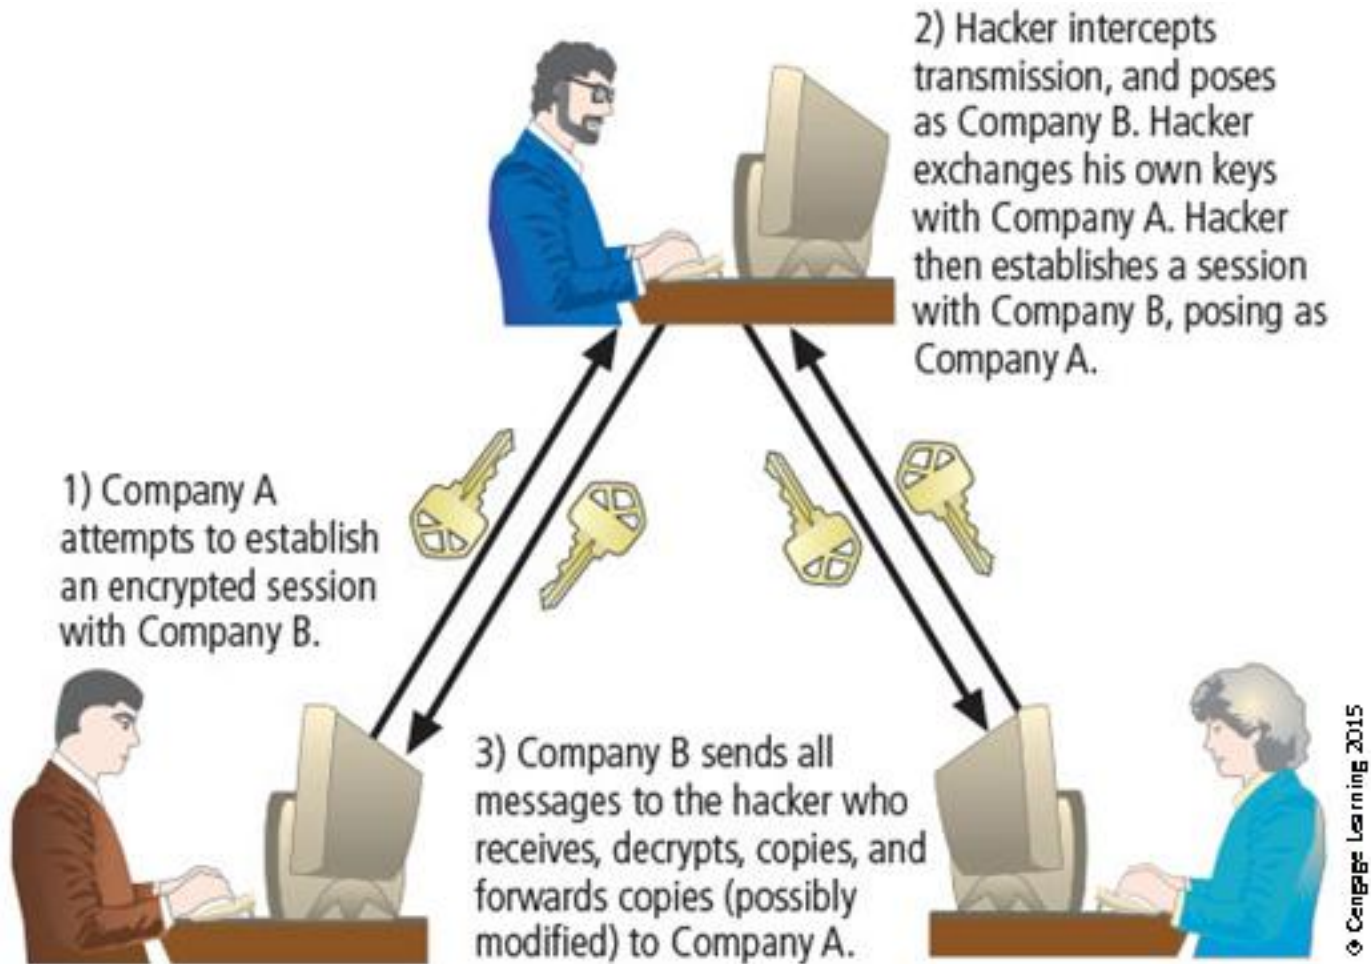 2) Hacker intercepts
transmission, and poses
as Company B. Hacker
exchanges his own keys
with Company A. Hacker
then establishes a session
with Company B, posing as
Company A.
1) Company A
attempts to establish
an encrypted session
with Company B.
3) Company B sends all
messages to the hacker who
receives, decrypts, copies, and
forwards copies (possibly
modified) to Company A.
© Cengage Learning 2015